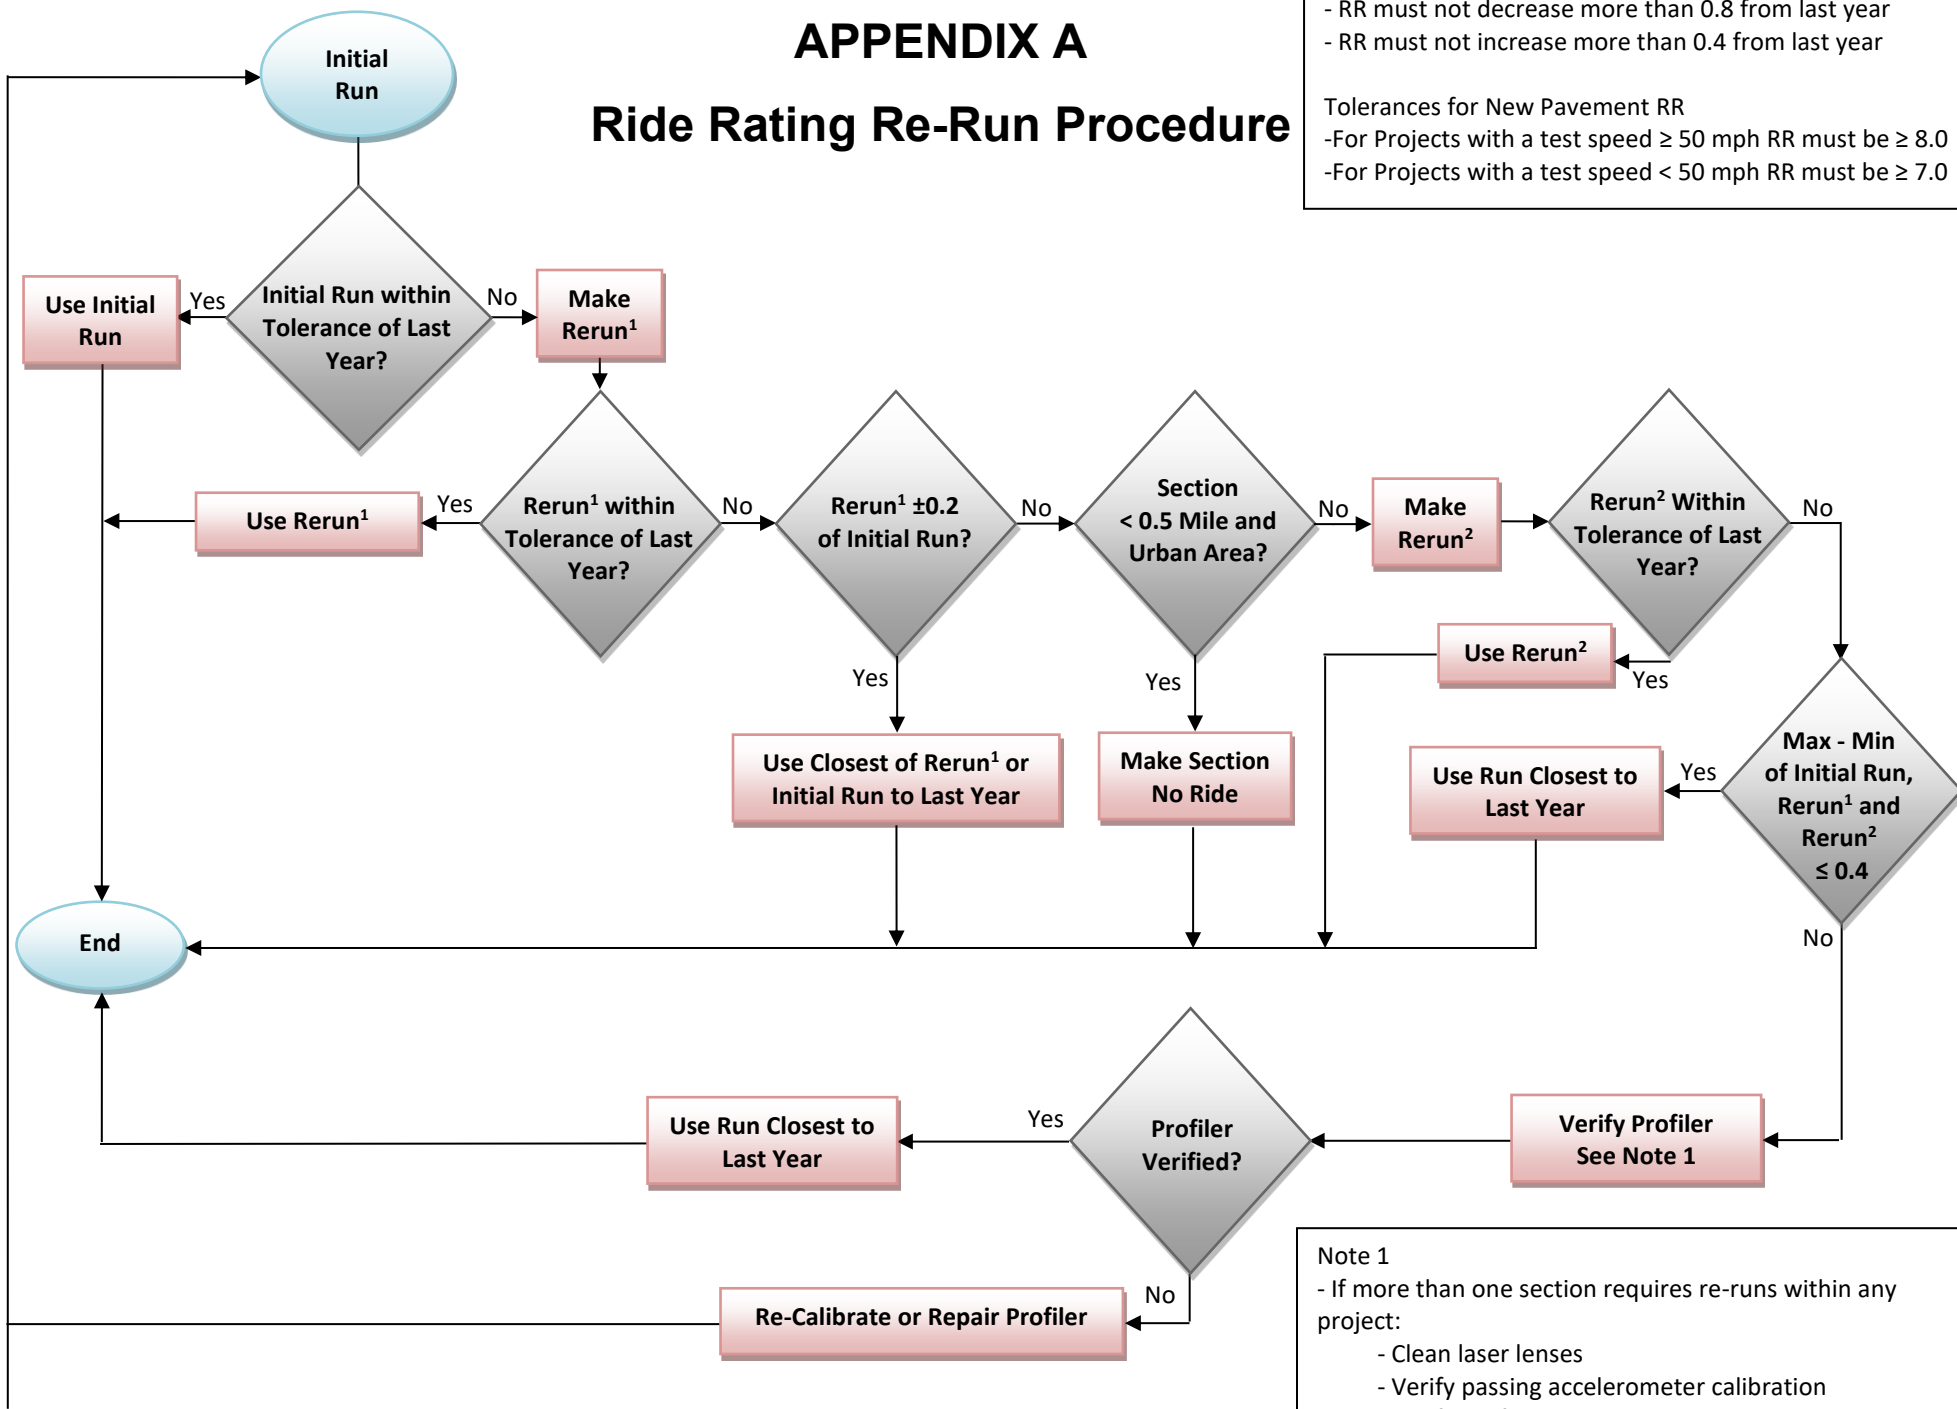 APPENDIX A
Ride Rating Re-Run Procedure
- RR must not decrease more than 0.8 from last year
- RR must not increase more than 0.4 from last year
Tolerances for New Pavement RR
-For Projects with a test speed ≥ 50 mph RR must be ≥ 8.0
-For Projects with a test speed < 50 mph RR must be ≥ 7.0
Initial
Run
Initial Run within
Tolerance of Last
Year?
Yes
Use Initial
Run
No
Make
Rerun¹
Rerun¹ within
Tolerance of Last
Year?
Yes
Use Rerun¹
No
Rerun¹ ±0.2
of Initial Run?
Yes
Use Closest of Rerun¹ or
Initial Run to Last Year
No
Section
< 0.5 Mile and
Urban Area?
Yes
Make Section
No Ride
No
Make
Rerun²
Rerun² Within
Tolerance of Last
Year?
Yes
Use Rerun²
No
Max - Min
of Initial Run,
Rerun¹ and
Rerun²
≤ 0.4
Yes
Use Run Closest to
Last Year
No
End
Verify Profiler
See Note 1
Profiler
Verified?
Yes
Use Run Closest to
Last Year
No
Re-Calibrate or Repair Profiler
Note 1
- If more than one section requires re-runs within any
project:
- Clean laser lenses
- Verify passing accelerometer calibration